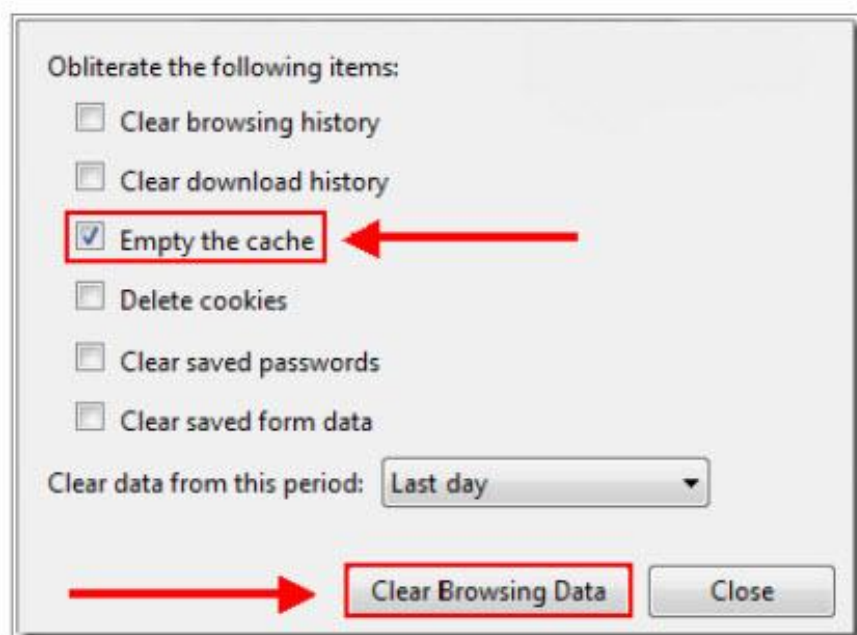 Obliterate the following items:
Clear browsing history
Clear download history
Empty the cache
Delete cookies
Clear saved passwords
Clear saved form data
Clear data from this period: Last day
Clear Browsing Data Close